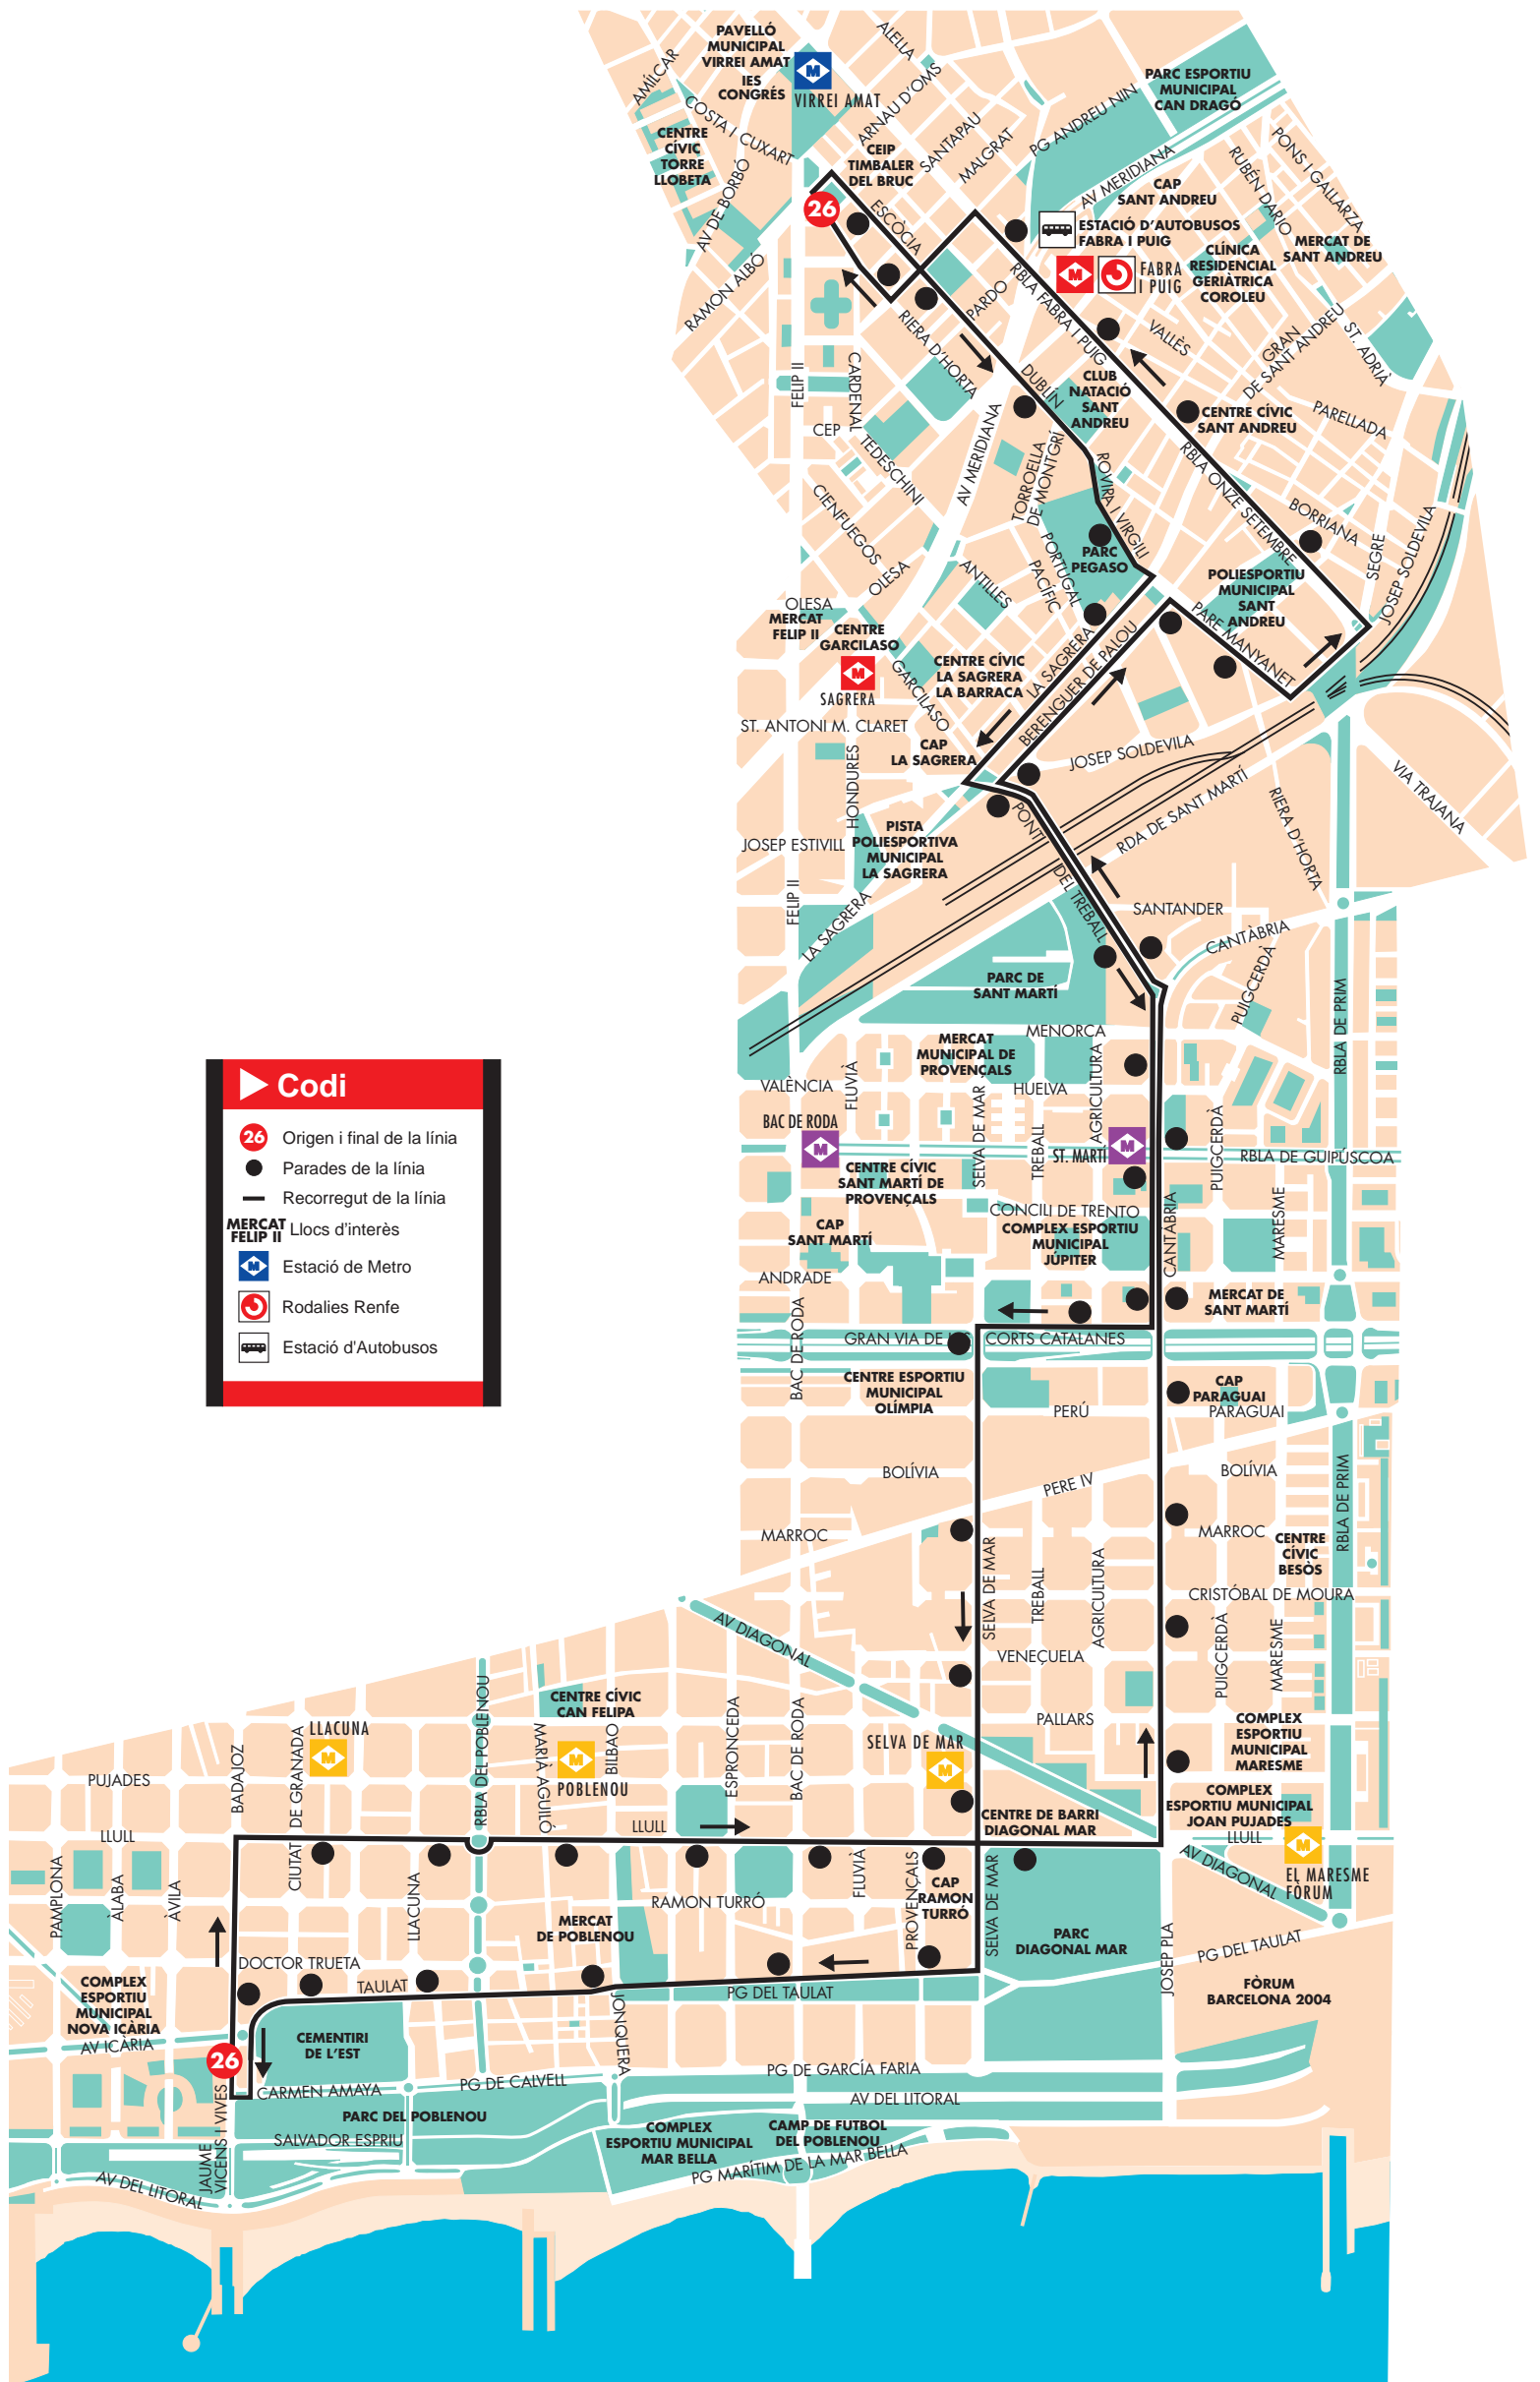 PAVELLÓ
MUNICIPAL
VIRREI AMAT
IES
CONGRÉS
M
VIRREI AMAT
ALELLA
AMÍLCAR
COSTA I CUXART
ARNAU D'OMS
SANTAPAU
MALGRAT
PG ANDREU NIN
PARC ESPORTIU
MUNICIPAL
CAN DRAGÓ
CENTRE
CÍVIC
TORRE
LLOBETA
CEIP
TIMBALER
DEL BRUC
AV DE BORBÓ
AV MERIDIANA
RUBÉN DARIO
PONS I GALLARZA
CAP
SANT ANDREU
26
ESCÒCIA
ESTACIÓ D'AUTOBUSOS
FABRA I PUIG
MERCAT DE
SANT ANDREU
M
FABRA
I PUIG
CLÍNICA
RESIDENCIAL
GERIÀTRICA
COROLEU
RAMON ALBÓ
RIERA D'HORTA
PARDO
RBLA FABRA I PUIG
VALLÈS
GRAN
DE SANT ANDREU
ST. ADRIÀ
FELIP II
CARDENAL
TEDESCHINI
DUBLÍN
CLUB
NATACIÓ
SANT
ANDREU
CENTRE CÍVIC
SANT ANDREU
PARELLADA
CEP
AV MERIDIANA
TORROELLA
DE MONTGRÍ
ROVIRA I VIRGILI
RBLA ONZE SETEMBRE
BORRIANA
SEGRE
JOSEP SOLDEVILA
CIENFUEGOS
OLESA
ANTILLES
PORTUGAL
PACÍFIC
PARC
PEGASO
POLIESPORTIU
MUNICIPAL
SANT
ANDREU
OLESA
MERCAT
FELIP II
CENTRE
GARCILASO
M
SAGRERA
GARCILASO
CENTRE CÍVIC
LA SAGRERA
LA BARRACA
LA SAGRERA
BERENGUER DE PALOU
PARE MANYANET
ST. ANTONI M. CLARET
HONDURES
CAP
LA SAGRERA
JOSEP SOLDEVILA
VIA TRAJANA
JOSEP ESTIVILL
PISTA
POLIESPORTIVA
MUNICIPAL
LA SAGRERA
PONT
DEL TREBALL
RDA DE SANT MARTÍ
RIERA D'HORTA
FELIP II
LA SAGRERA
SANTANDER
CANTÀBRIA
PUIGCERDÀ
PARC DE
SANT MARTÍ
RBLA DE PRIM
MENORCA
MERCAT
MUNICIPAL DE
PROVENÇALS
VALÈNCIA
FLUVIÀ
HUELVA
SELVA DE MAR
AGRICULTURA
BAC DE RODA
M
TREBALL
ST. MARTÍ
M
PUIGCERDÀ
RBLA DE GUIPÚSCOA
CENTRE CÍVIC
SANT MARTÍ DE
PROVENÇALS
CONCILI DE TRENTO
CAP
SANT MARTÍ
COMPLEX ESPORTIU
MUNICIPAL
JÚPITER
CANTÀBRIA
MARESME
ANDRADE
MERCAT DE
SANT MARTÍ
BAC DE RODA
GRAN VIA DE LES CORTS CATALANES
CENTRE ESPORTIU
MUNICIPAL
OLÍMPIA
PERÚ
CAP
PARAGUAI
PARAGUAI
BOLÍVIA
PERE IV
BOLÍVIA
RBLA DE PRIM
MARROC
MARROC
CENTRE
CÍVIC
BESÒS
SELVA DE MAR
TREBALL
AGRICULTURA
CRISTÓBAL DE MOURA
AV DIAGONAL
VENEÇUELA
PUIGCERDÀ
MARESME
PALLARS
COMPLEX
ESPORTIU
MUNICIPAL
MARESME
CENTRE CÍVIC
CAN FELIPA
LLACUNA
M
RBLA DEL POBLENOU
MARIÀ AGUILÓ
M
POBLENOU
BILBAO
ESPRONCEDA
BAC DE RODA
SELVA DE MAR
M
PUJADES
BADAJOZ
CIUTAT DE GRANADA
LLULL
LLULL
CENTRE DE BARRI
DIAGONAL MAR
COMPLEX
ESPORTIU MUNICIPAL
JOAN PUJADES
LLULL
M
EL MARESME
FÒRUM
AV DIAGONAL
PAMPLONA
ÀLABA
ÀVILA
LLACUNA
RAMON TURRÓ
FLUVIÀ
PROVENÇALS
CAP
RAMON
TURRÓ
SELVA DE MAR
MERCAT
DE POBLENOU
PARC
DIAGONAL MAR
JOSEP PLA
PG DEL TAULAT
DOCTOR TRUETA
TAULAT
PG DEL TAULAT
FÒRUM
BARCELONA 2004
COMPLEX
ESPORTIU
MUNICIPAL
NOVA ICÀRIA
AV ICÀRIA
CEMENTIRI
DE L'EST
JONQUERA
26
CARMEN AMAYA
PG DE CALVELL
PG DE GARCÍA FARIA
AV DEL LITORAL
PARC DEL POBLENOU
SALVADOR ESPRIU
JAUME
VICENS I VIVES
COMPLEX
ESPORTIU MUNICIPAL
MAR BELLA
CAMP DE FUTBOL
DEL POBLENOU
PG MARÍTIM DE LA MAR BELLA
AV DEL LITORAL
Codi
26 Origen i final de la línia
Parades de la línia
Recorregut de la línia
MERCAT
FELIP II Llocs d'interès
M Estació de Metro
Rodalies Renfe
Estació d'Autobusos